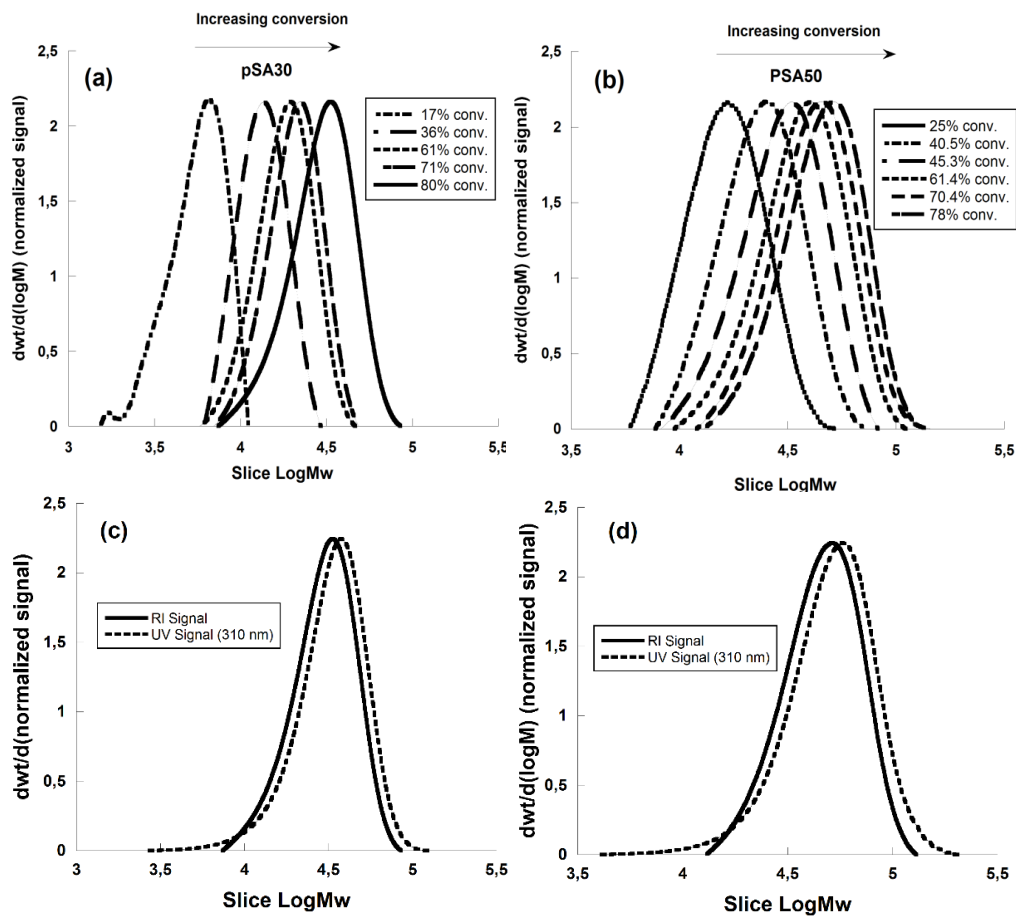 Increasing conversion
(a)
pSA30
17% conv.
36% conv.
61% conv.
71% conv.
80% conv.
dwt/d(logM) (normalized signal)
2,5
2
1,5
1
0,5
0
3
3,5
4
4,5
5
5,5
Slice LogMw
Increasing conversion
(b)
PSA50
25% conv.
40.5% conv.
45.3% conv.
61.4% conv.
70.4% conv.
78% conv.
dwt/d(logM) (normalized signal)
2,5
2
1,5
1
0,5
0
3,5
4
4,5
5
5,5
Slice LogMw
(c)
RI Signal
UV Signal (310 nm)
dwt/d(normalized signal)
2,5
2
1,5
1
0,5
0
3
3,5
4
4,5
5
5,5
Slice LogMw
(d)
RI Signal
UV Signal (310 nm)
dwt/d(logM) (normalized signal)
2,5
2
1,5
1
0,5
0
3,5
4
4,5
5
5,5
Slice LogMw